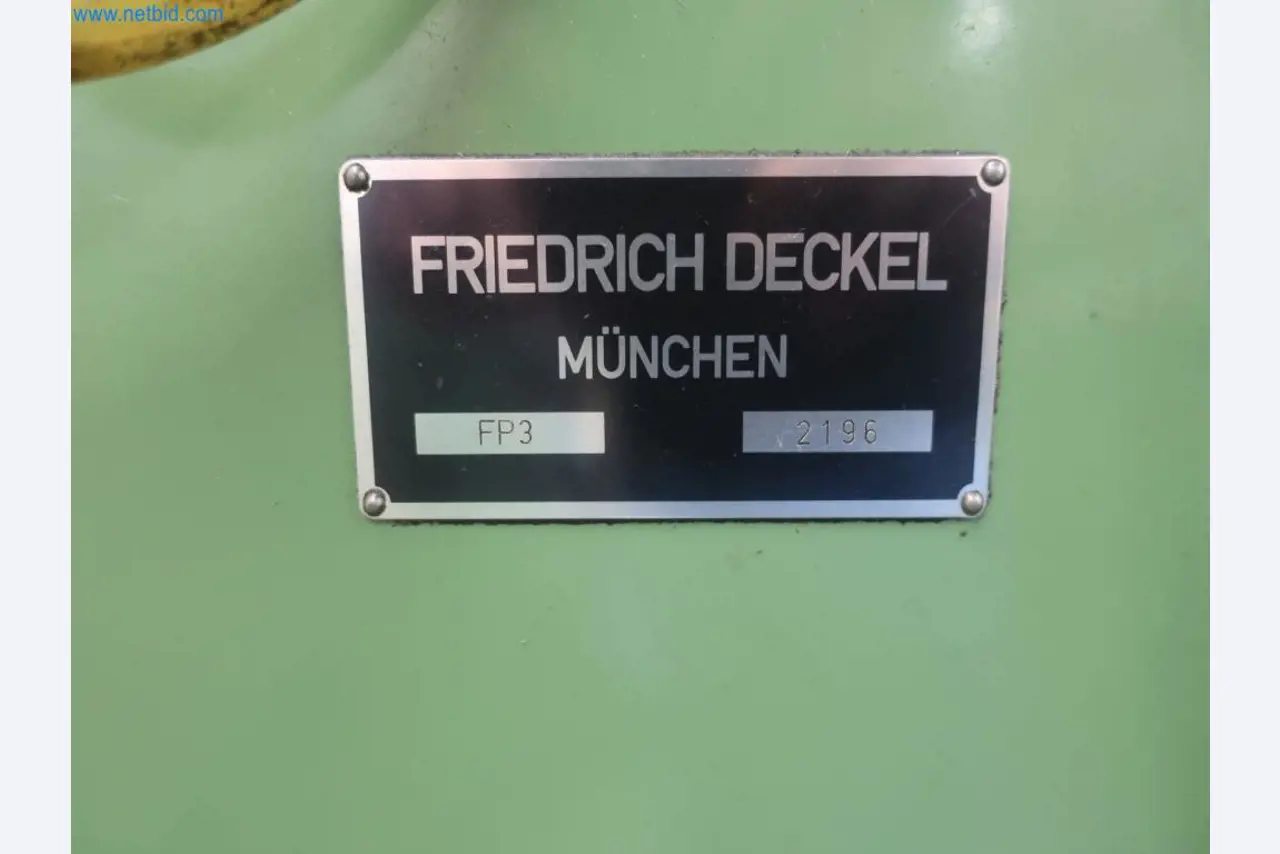 www.netbid.com
FRIEDRICH DECKEL
MÜNCHEN
FP3 2196